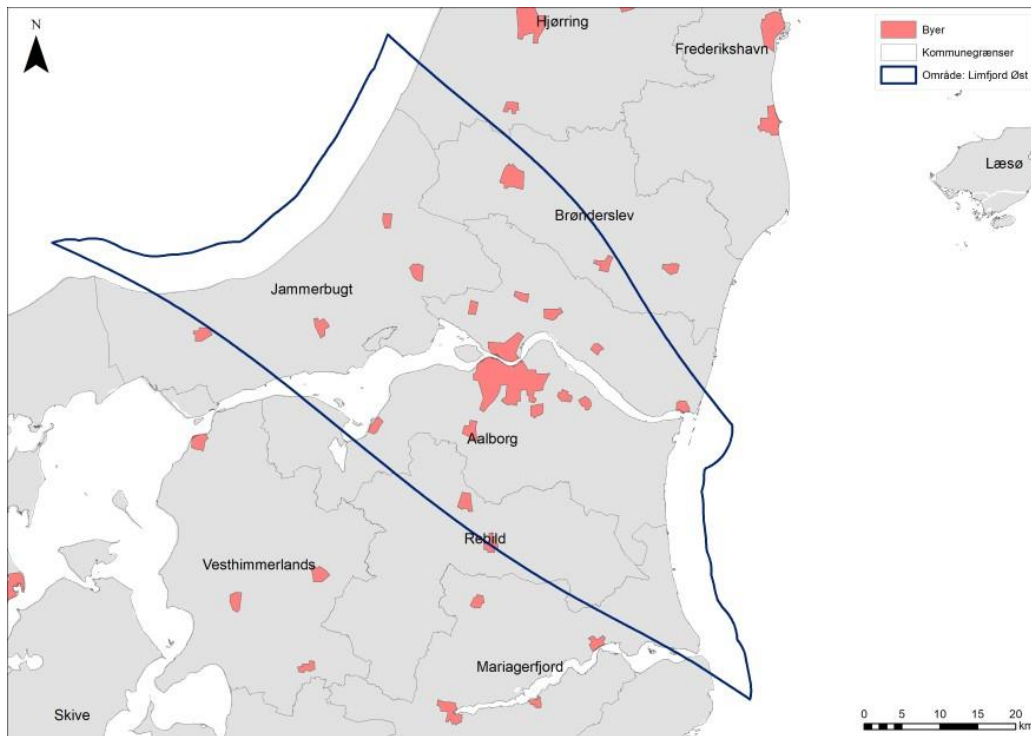 N
Hjørring
Frederikshavn
Byer
Kommunegrænser
Område: Limfjord Øst
Læsø
Brønderslev
Jammerbugt
Aalborg
Rebild
Vesthimmerlands
Mariagerfjord
Skive
0 5 10 15 20
km